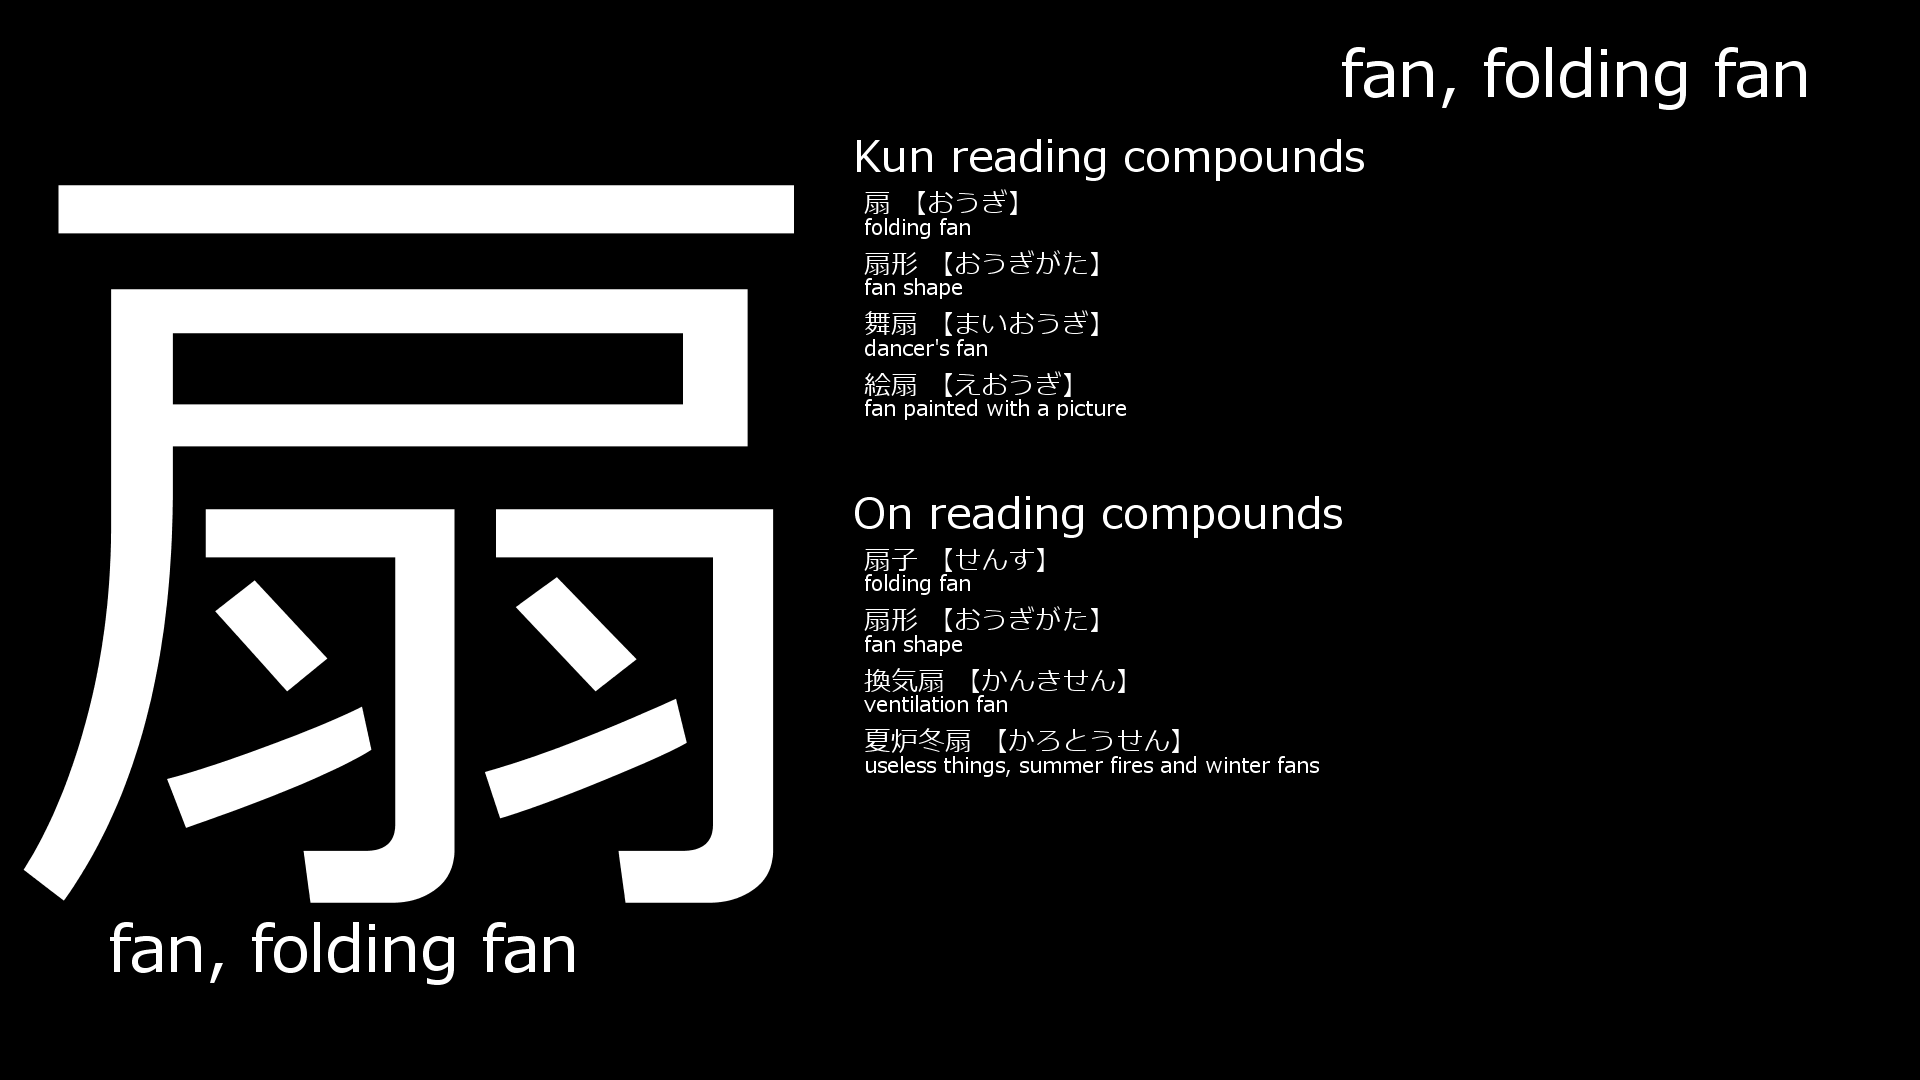 fan, folding fan
扇
fan, folding fan
Kun reading compounds
扇 【おうぎ】
folding fan
扇形 【おうぎがた】
fan shape
舞扇 【まいおうぎ】
dancer's fan
絵扇 【えおうぎ】
fan painted with a picture
On reading compounds
扇子 【せんす】
folding fan
扇形 【おうぎがた】
fan shape
換気扇 【かんきせん】
ventilation fan
夏炉冬扇 【かろとうせん】
useless things, summer fires and winter fans